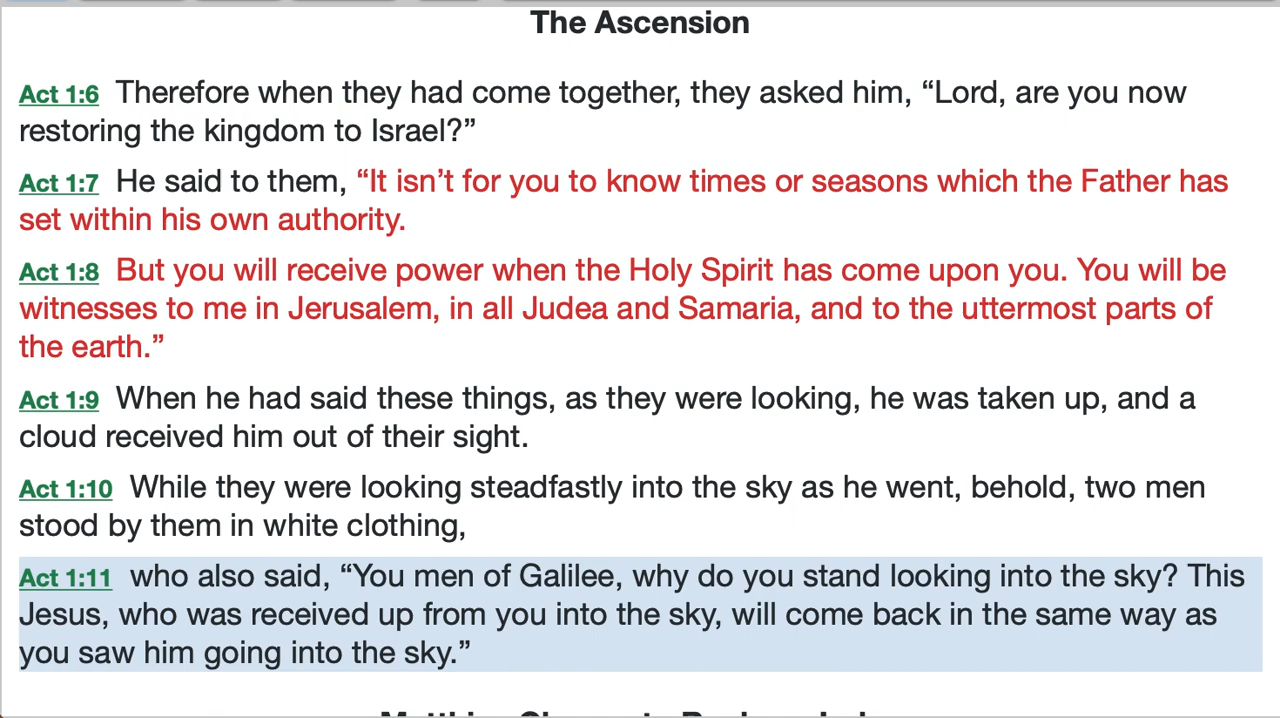 The Ascension
Act 1:6 Therefore when they had come together, they asked him, “Lord, are you now
restoring the kingdom to Israel?”
Act 1:7 He said to them, “It isn’t for you to know times or seasons which the Father has
set within his own authority.
Act 1:8 But you will receive power when the Holy Spirit has come upon you. You will be
witnesses to me in Jerusalem, in all Judea and Samaria, and to the uttermost parts of
the earth.”
Act 1:9 When he had said these things, as they were looking, he was taken up, and a
cloud received him out of their sight.
Act 1:10 While they were looking steadfastly into the sky as he went, behold, two men
stood by them in white clothing,
Act 1:11 who also said, “You men of Galilee, why do you stand looking into the sky? This
Jesus, who was received up from you into the sky, will come back in the same way as
you saw him going into the sky.”